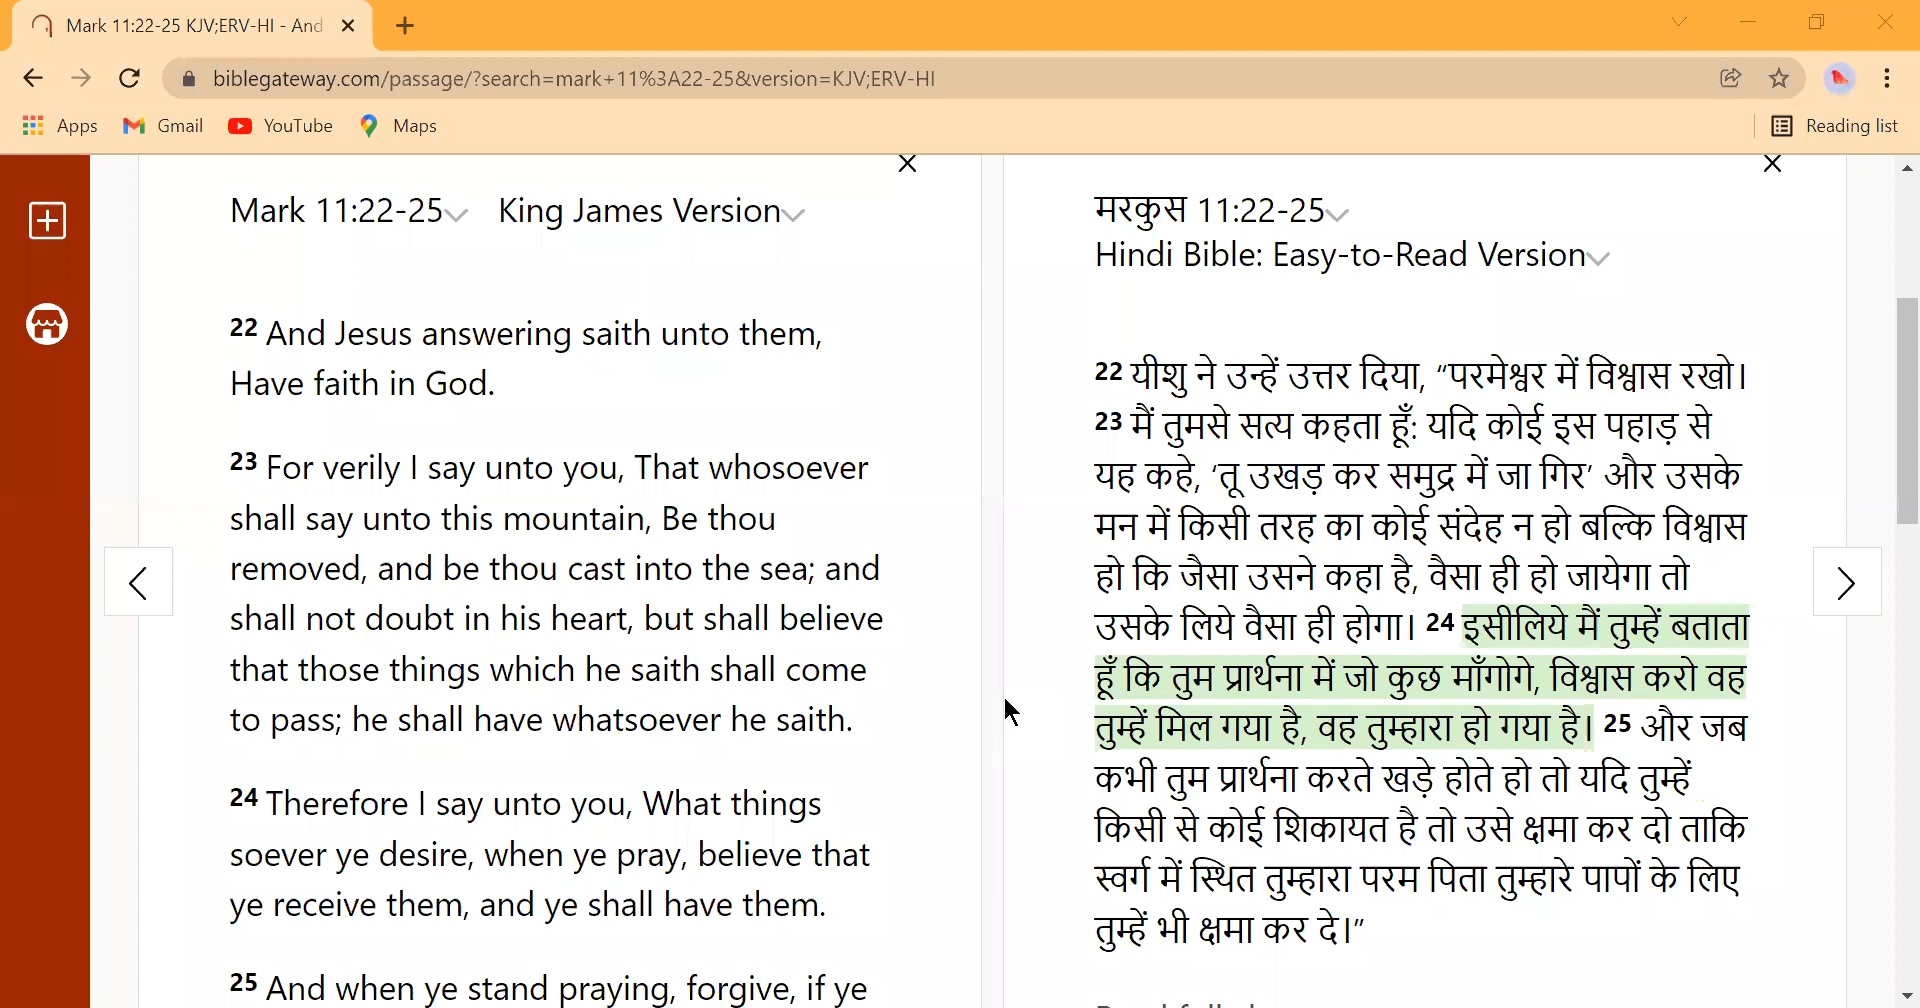 Mark 11:22-25 KJV;ERV-HI - And
biblegateway.com/passage/?search=mark+11%3A22-25&version=KJV;ERV-HI
Apps Gmail YouTube Maps Reading list
Mark 11:22-25 King James Version
22 And Jesus answering saith unto them,
Have faith in God.
23 For verily I say unto you, That whosoever
shall say unto this mountain, Be thou
removed, and be thou cast into the sea; and
shall not doubt in his heart, but shall believe
that those things which he saith shall come
to pass; he shall have whatsoever he saith.
24 Therefore I say unto you, What things
soever ye desire, when ye pray, believe that
ye receive them, and ye shall have them.
25 And when ye stand praying, forgive, if ye
मरकुस 11:22-25
Hindi Bible: Easy-to-Read Version
22 यीशु ने उन्हें उत्तर दिया, “परमेश्वर में विश्वास रखो।
23 मैं तुमसे सत्य कहता हूँ: यदि कोई इस पहाड़ से
यह कहे, ‘तू उखड़ कर समुद्र में जा गिर’ और उसके
मन में किसी तरह का कोई संदेह न हो बल्कि विश्वास
हो कि जैसा उसने कहा है, वैसा ही हो जायेगा तो
उसके लिये वैसा ही होगा। 24 इसीलिये मैं तुम्हें बताता
हूँ कि तुम प्रार्थना में जो कुछ माँगोगे, विश्वास करो वह
तुम्हें मिल गया है, वह तुम्हारा हो गया है। 25 और जब
कभी तुम प्रार्थना करते खड़े होते हो तो यदि तुम्हें
किसी से कोई शिकायत है तो उसे क्षमा कर दो ताकि
स्वर्ग में स्थित तुम्हारा परम पिता तुम्हारे पापों के लिए
तुम्हें भी क्षमा कर दे।”